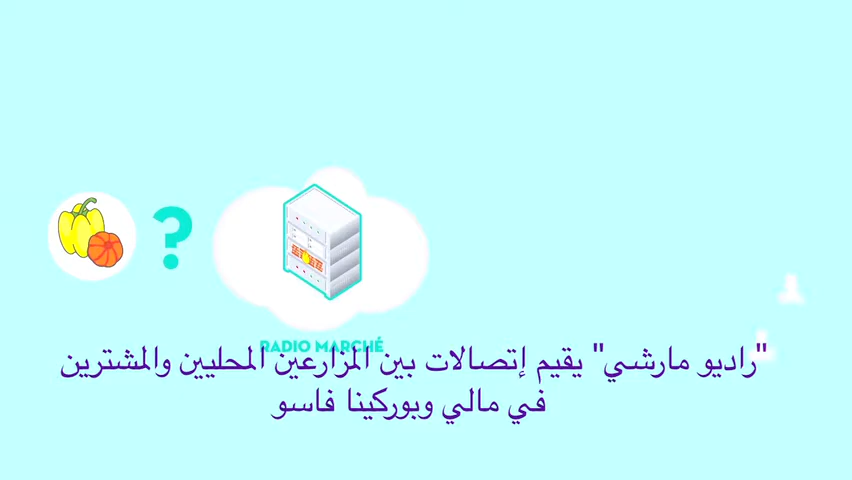 ?
RADIO MARCHÉ
"راديو مارشي" يقيم إتصالات بين المزارعين المحليين والمشترين
في مالي وبوركينا فاسو